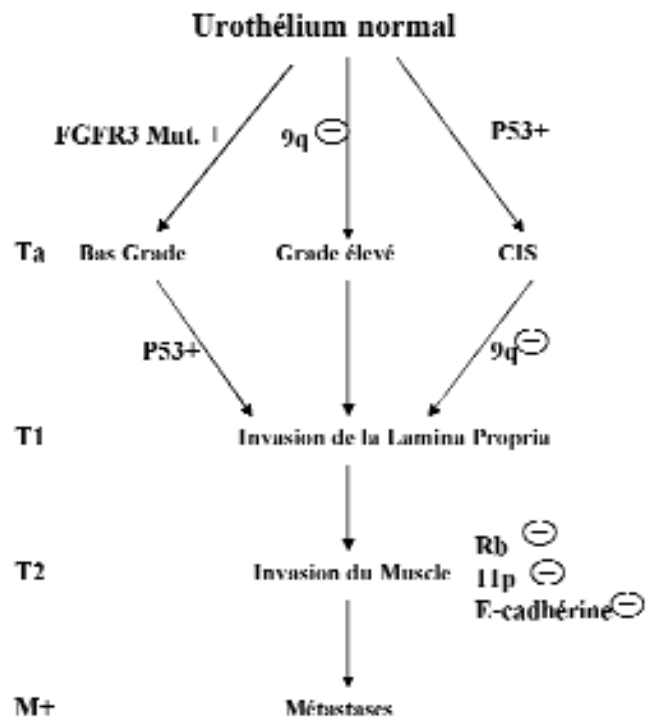 Urothélium normal
FGFR3 Mut. +
9q ⊖
P53+
Ta Bas Grade Grade élevé CIS
P53+
9q ⊖
T1 Invasion de la Lamina Propria
Rb ⊖
T2 Invasion du Muscle 11p ⊖
E-cadhérine ⊖
M+ Métastases